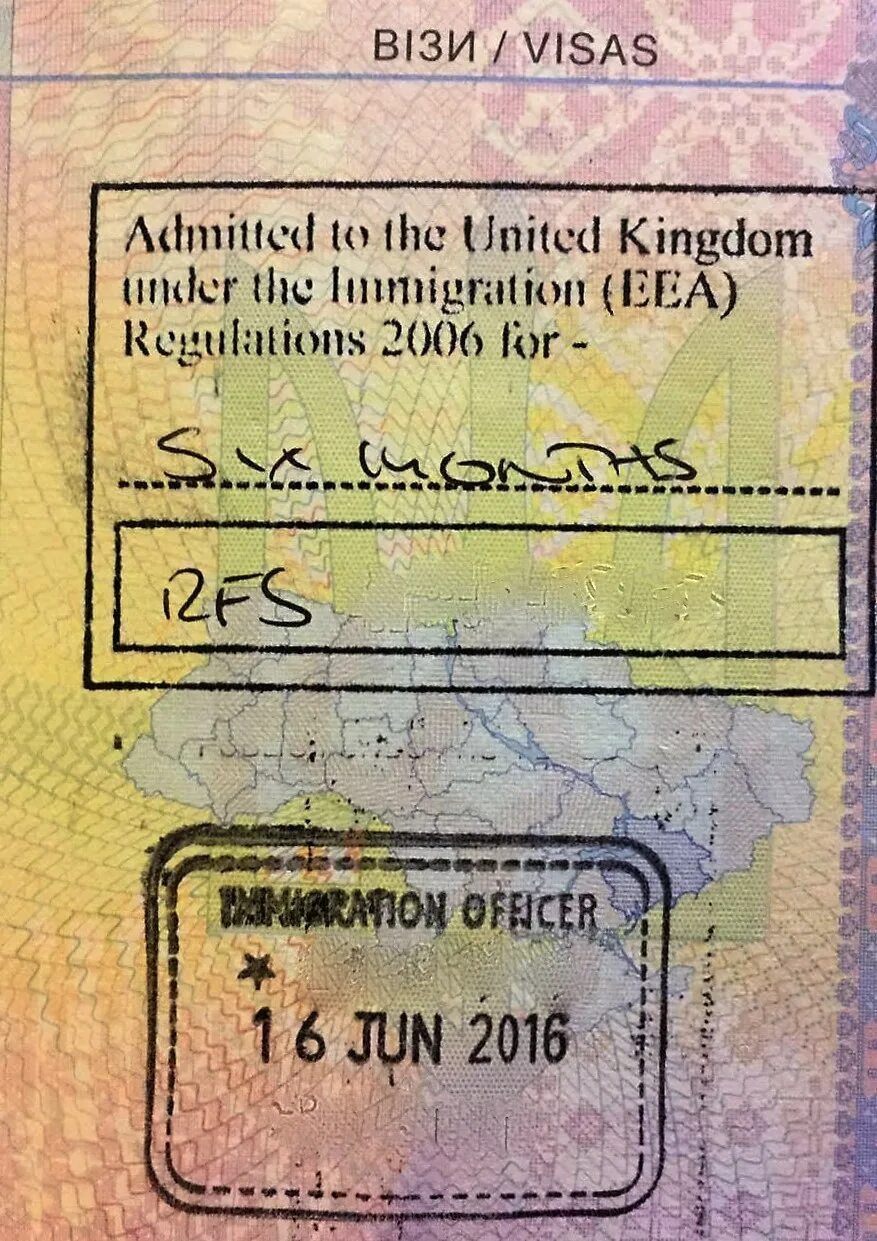 ВІЗИ / VISAS
Admitted to the United Kingdom
under the Immigration (EEA)
Regulations 2006 for -
SIX MONTHS
RFS
IMMIGRATION OFFICER
★
16 JUN 2016